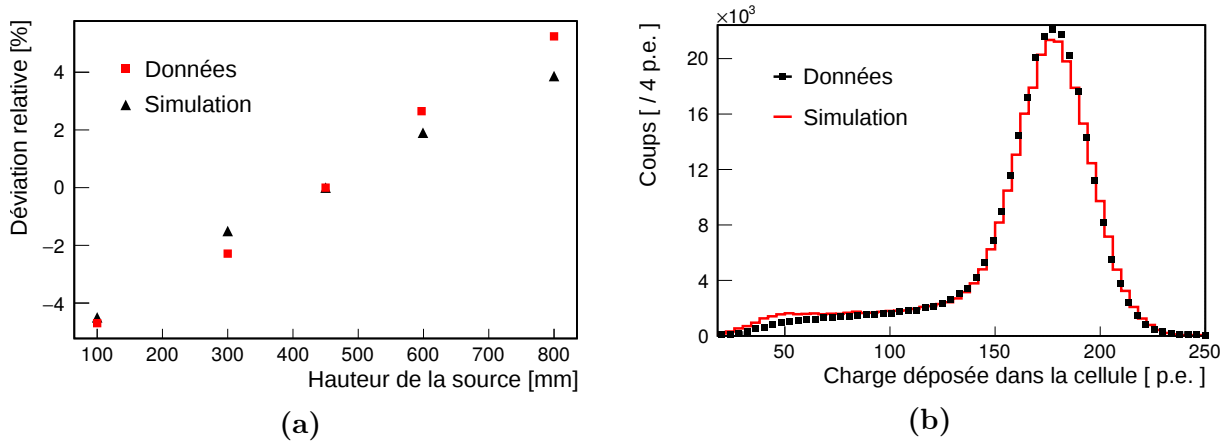 Déviation relative [%]
4
2
0
−2
−4
Données
Simulation
100 200 300 400 500 600 700 800
Hauteur de la source [mm]
(a)
×10³
Coups [ / 4 p.e. ]
20
16
12
8
4
0
Données
Simulation
50 100 150 200 250
Charge déposée dans la cellule [ p.e. ]
(b)